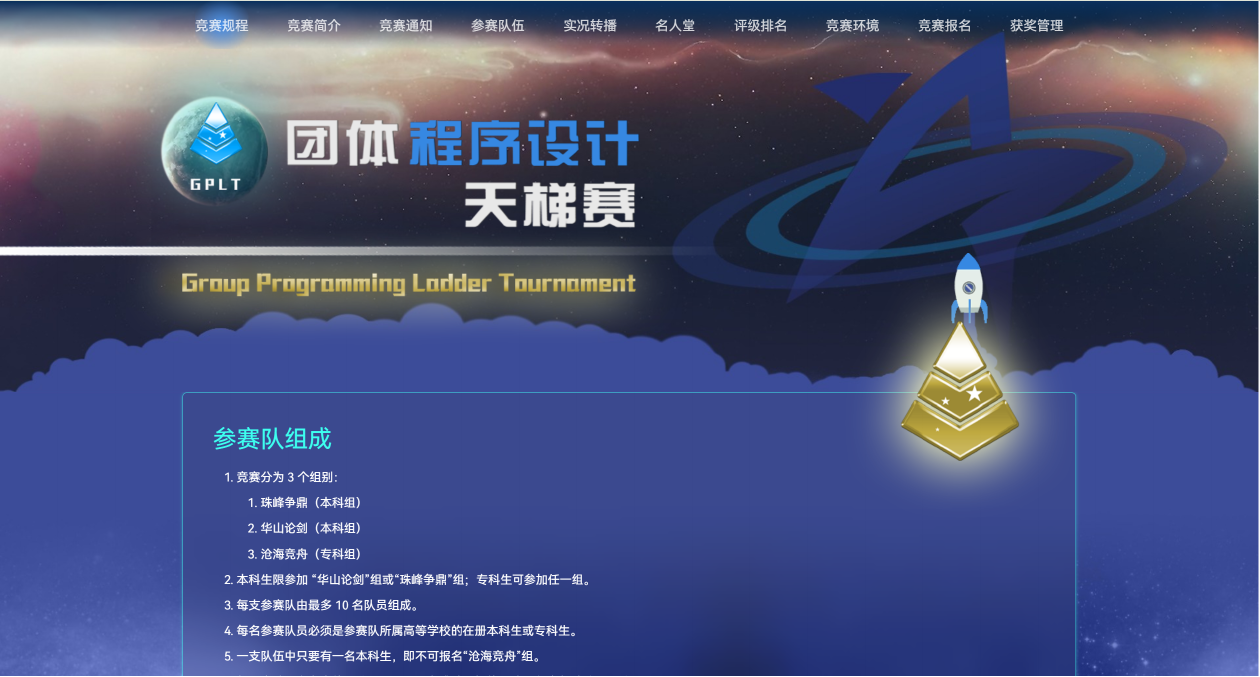 竞赛规程 竞赛简介 竞赛通知 参赛队伍 实况转播 名人堂 评级排名 竞赛环境 竞赛报名 获奖管理
GPLT
团体程序设计
天梯赛
Group Programming Ladder Tournament
参赛队组成
1. 竞赛分为 3 个组别：
1. 珠峰争鼎（本科组）
2. 华山论剑（本科组）
3. 沧海竞舟（专科组）
2. 本科生限参加 “华山论剑”组或“珠峰争鼎”组；专科生可参加任一组。
3. 每支参赛队由最多 10 名队员组成。
4. 每名参赛队员必须是参赛队所属高等学校的在册本科生或专科生。
5. 一支队伍中只要有一名本科生，即不可报名“沧海竞舟”组。